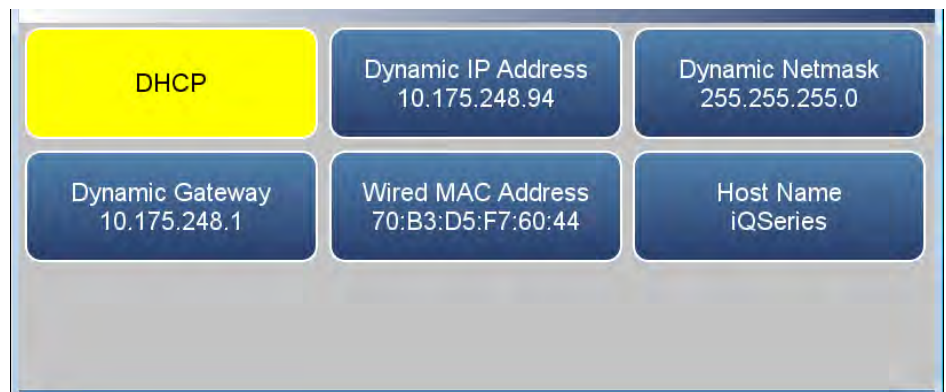 DHCP
Dynamic IP Address
10.175.248.94
Dynamic Netmask
255.255.255.0
Dynamic Gateway
10.175.248.1
Wired MAC Address
70:B3:D5:F7:60:44
Host Name
iQSeries